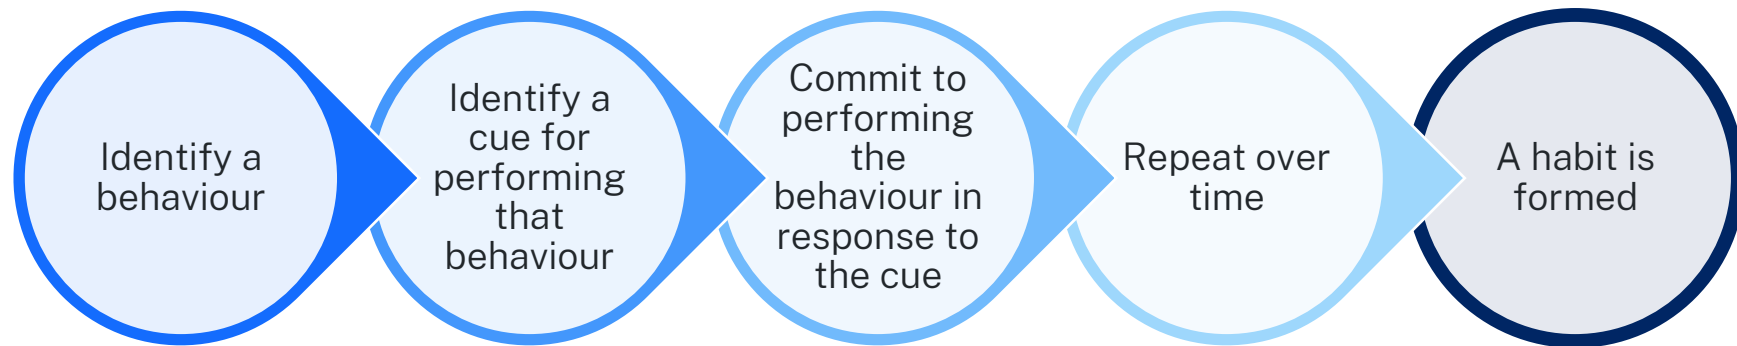 Identify a
behaviour
Identify a
cue for
performing
that
behaviour
Commit to
performing
the
behaviour in
response to
the cue
Repeat over
time
A habit is
formed